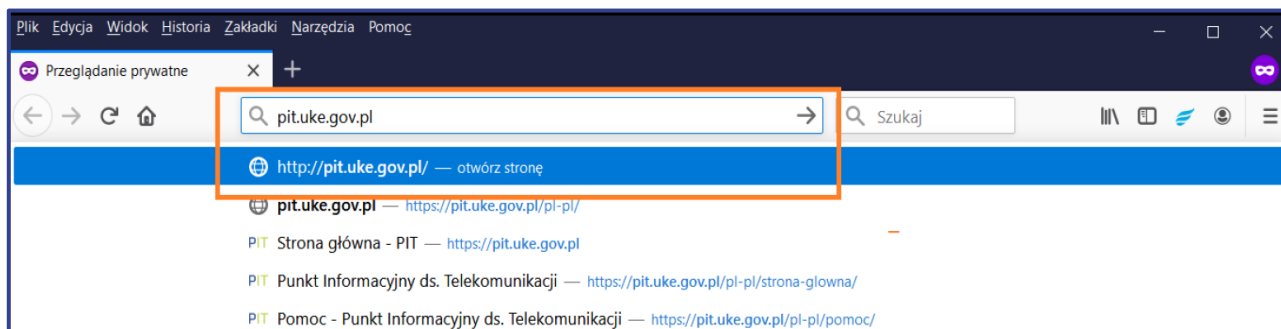 Plik Edycja Widok Historia Zakładki Narzędzia Pomoc
Przeglądanie prywatne
pit.uke.gov.pl Szukaj
http://pit.uke.gov.pl/ — otwórz stronę
pit.uke.gov.pl — https://pit.uke.gov.pl/pl-pl/
PIT Strona główna - PIT — https://pit.uke.gov.pl
PIT Punkt Informacyjny ds. Telekomunikacji — https://pit.uke.gov.pl/pl-pl/strona-glowna/
PIT Pomoc - Punkt Informacyjny ds. Telekomunikacji — https://pit.uke.gov.pl/pl-pl/pomoc/